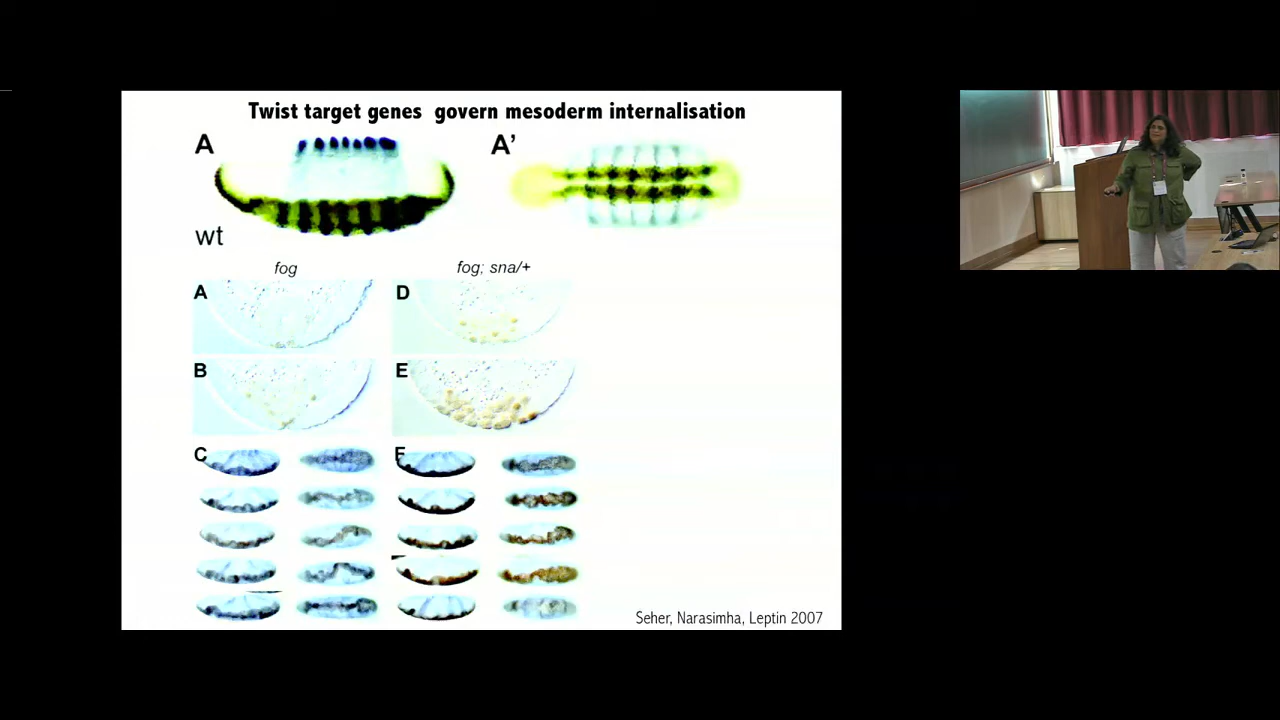 Twist target genes govern mesoderm internalisation
A
A’
wt
fog
fog; sna/+
A
D
B
E
C
F
Seher, Narasimha, Leptin 2007